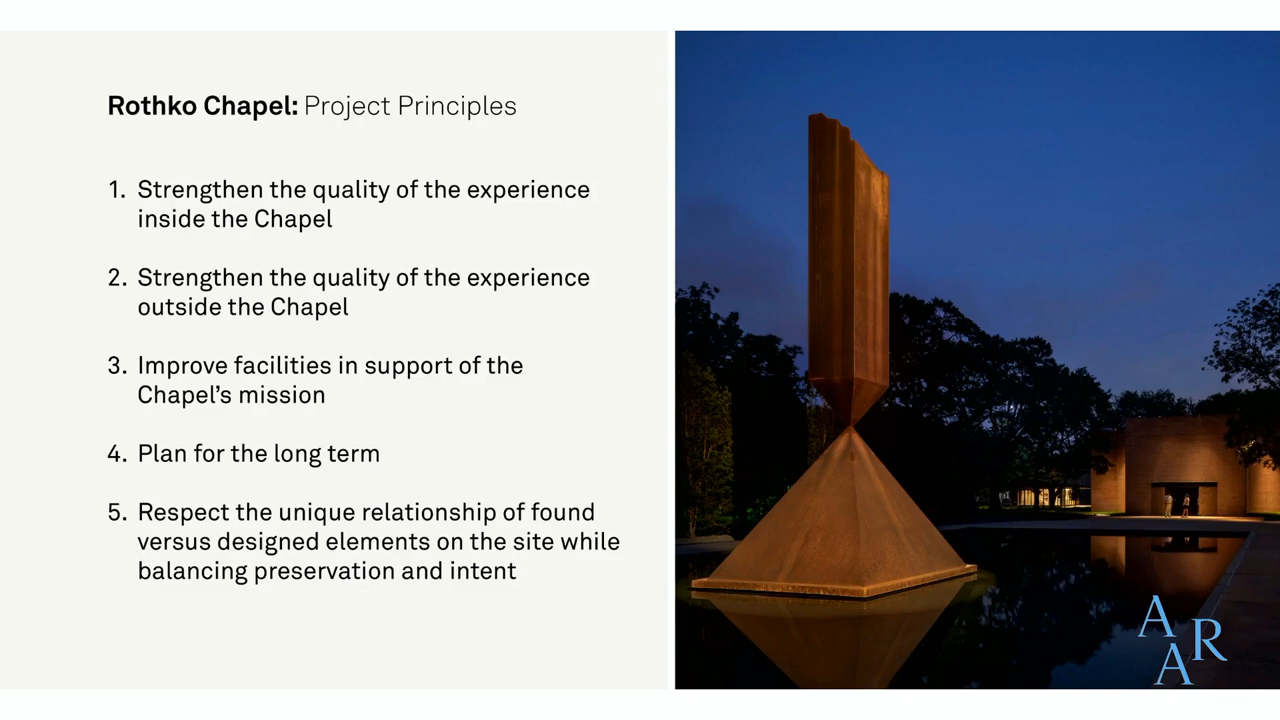 Rothko Chapel: Project Principles
1. Strengthen the quality of the experience
inside the Chapel
2. Strengthen the quality of the experience
outside the Chapel
3. Improve facilities in support of the
Chapel's mission
4. Plan for the long term
5. Respect the unique relationship of found
versus designed elements on the site while
balancing preservation and intent
A
A R